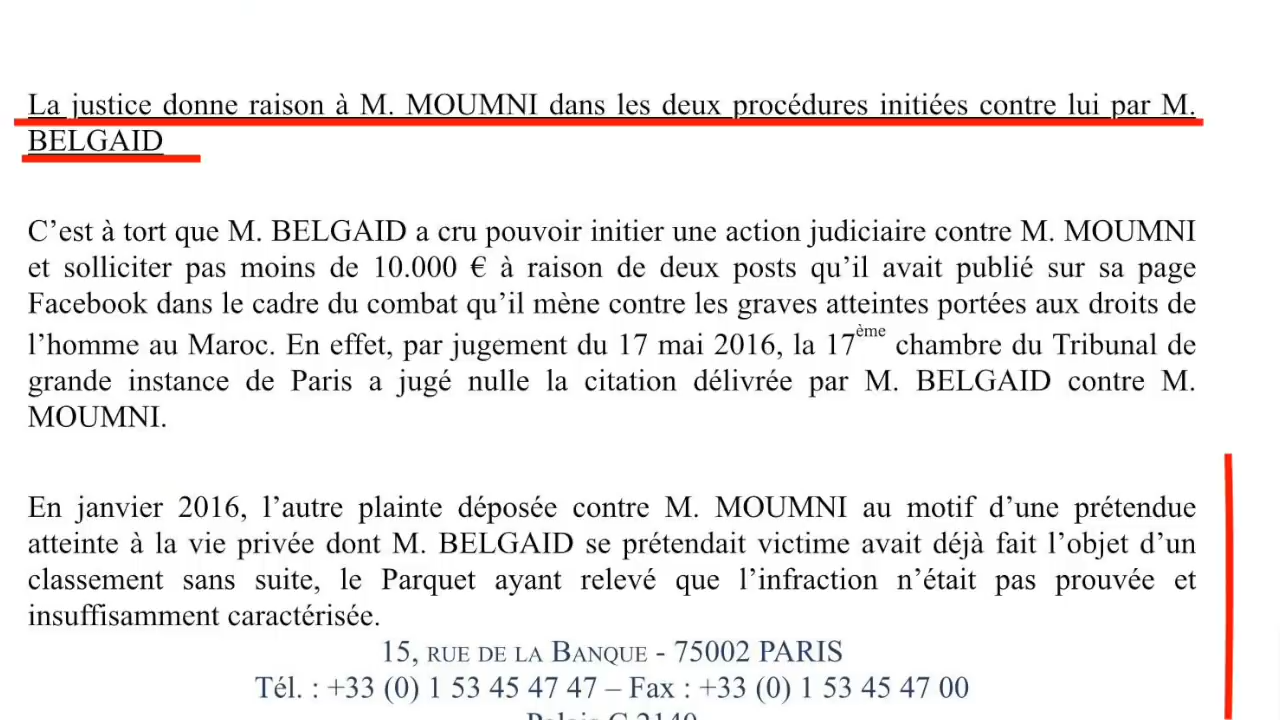 La justice donne raison à M. MOUMNI dans les deux procédures initiées contre lui par M.
BELGAID
C’est à tort que M. BELGAID a cru pouvoir initier une action judiciaire contre M. MOUMNI
et solliciter pas moins de 10.000 € à raison de deux posts qu’il avait publié sur sa page
Facebook dans le cadre du combat qu’il mène contre les graves atteintes portées aux droits de
l’homme au Maroc. En effet, par jugement du 17 mai 2016, la 17ème chambre du Tribunal de
grande instance de Paris a jugé nulle la citation délivrée par M. BELGAID contre M.
MOUMNI.
En janvier 2016, l’autre plainte déposée contre M. MOUMNI au motif d’une prétendue
atteinte à la vie privée dont M. BELGAID se prétendait victime avait déjà fait l’objet d’un
classement sans suite, le Parquet ayant relevé que l’infraction n’était pas prouvée et
insuffisamment caractérisée.
15, RUE DE LA BANQUE - 75002 PARIS
Tél. : +33 (0) 1 53 45 47 47 – Fax : +33 (0) 1 53 45 47 00
Palais C 2140